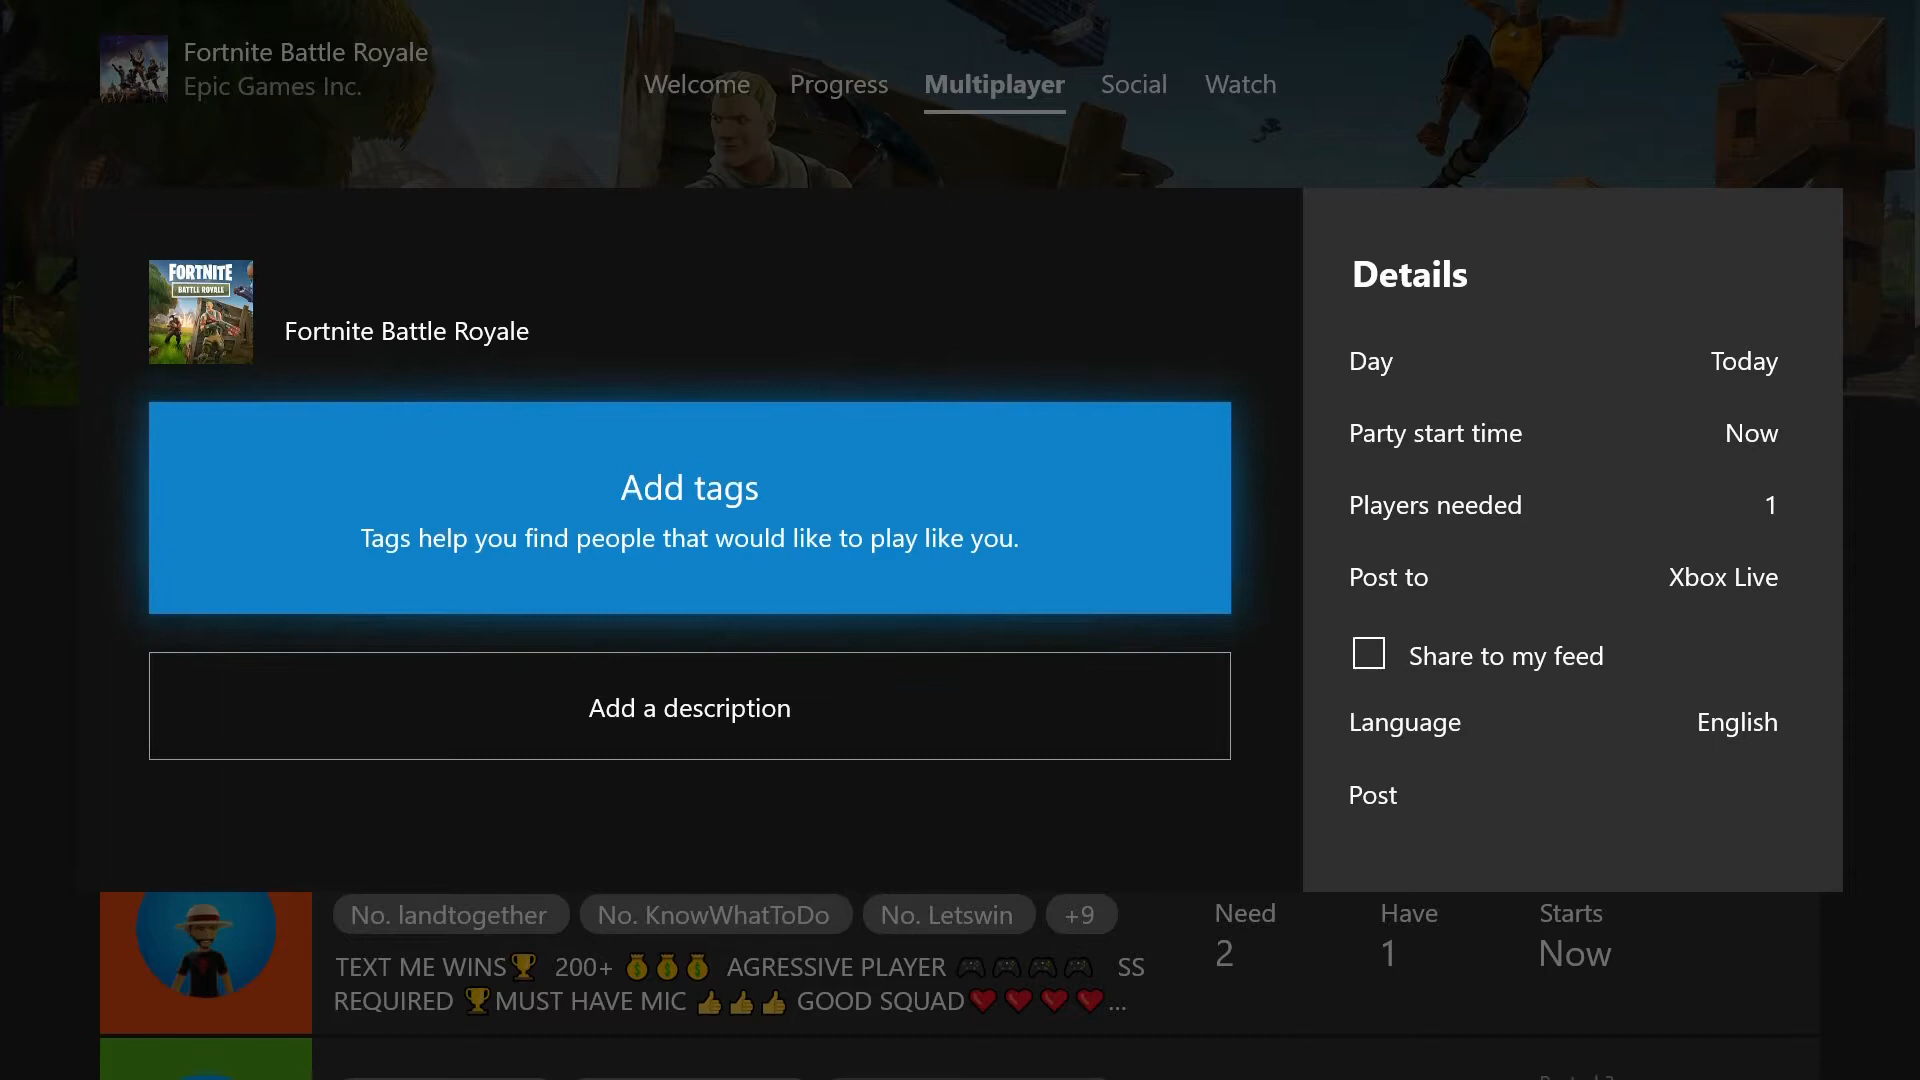 Fortnite Battle Royale
Epic Games Inc.
Welcome
Progress
Multiplayer
Social
Watch
FORTNITE
BATTLE ROYALE
Fortnite Battle Royale
Add tags
Tags help you find people that would like to play like you.
Add a description
Details
Day Today
Party start time Now
Players needed 1
Post to Xbox Live
Share to my feed
Language English
Post
No. landtogether
No. KnowWhatToDo
No. Letswin
+9
TEXT ME WINS🏆 200+ 💰💰💰 AGRESSIVE PLAYER 🎮🎮🎮🎮 SS
REQUIRED 🏆MUST HAVE MIC 👍👍👍 GOOD SQUAD❤️❤️❤️❤️...
Need
2
Have
1
Starts
Now